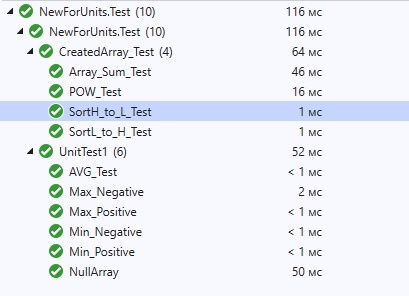 NewForUnits.Test (10) 116 мс
NewForUnits.Test (10) 116 мс
CreatedArray_Test (4) 64 мс
Array_Sum_Test 46 мс
POW_Test 16 мс
SortH_to_L_Test 1 мс
SortL_to_H_Test 1 мс
UnitTest1 (6) 52 мс
AVG_Test < 1 мс
Max_Negative 2 мс
Max_Positive < 1 мс
Min_Negative < 1 мс
Min_Positive < 1 мс
NullArray 50 мс